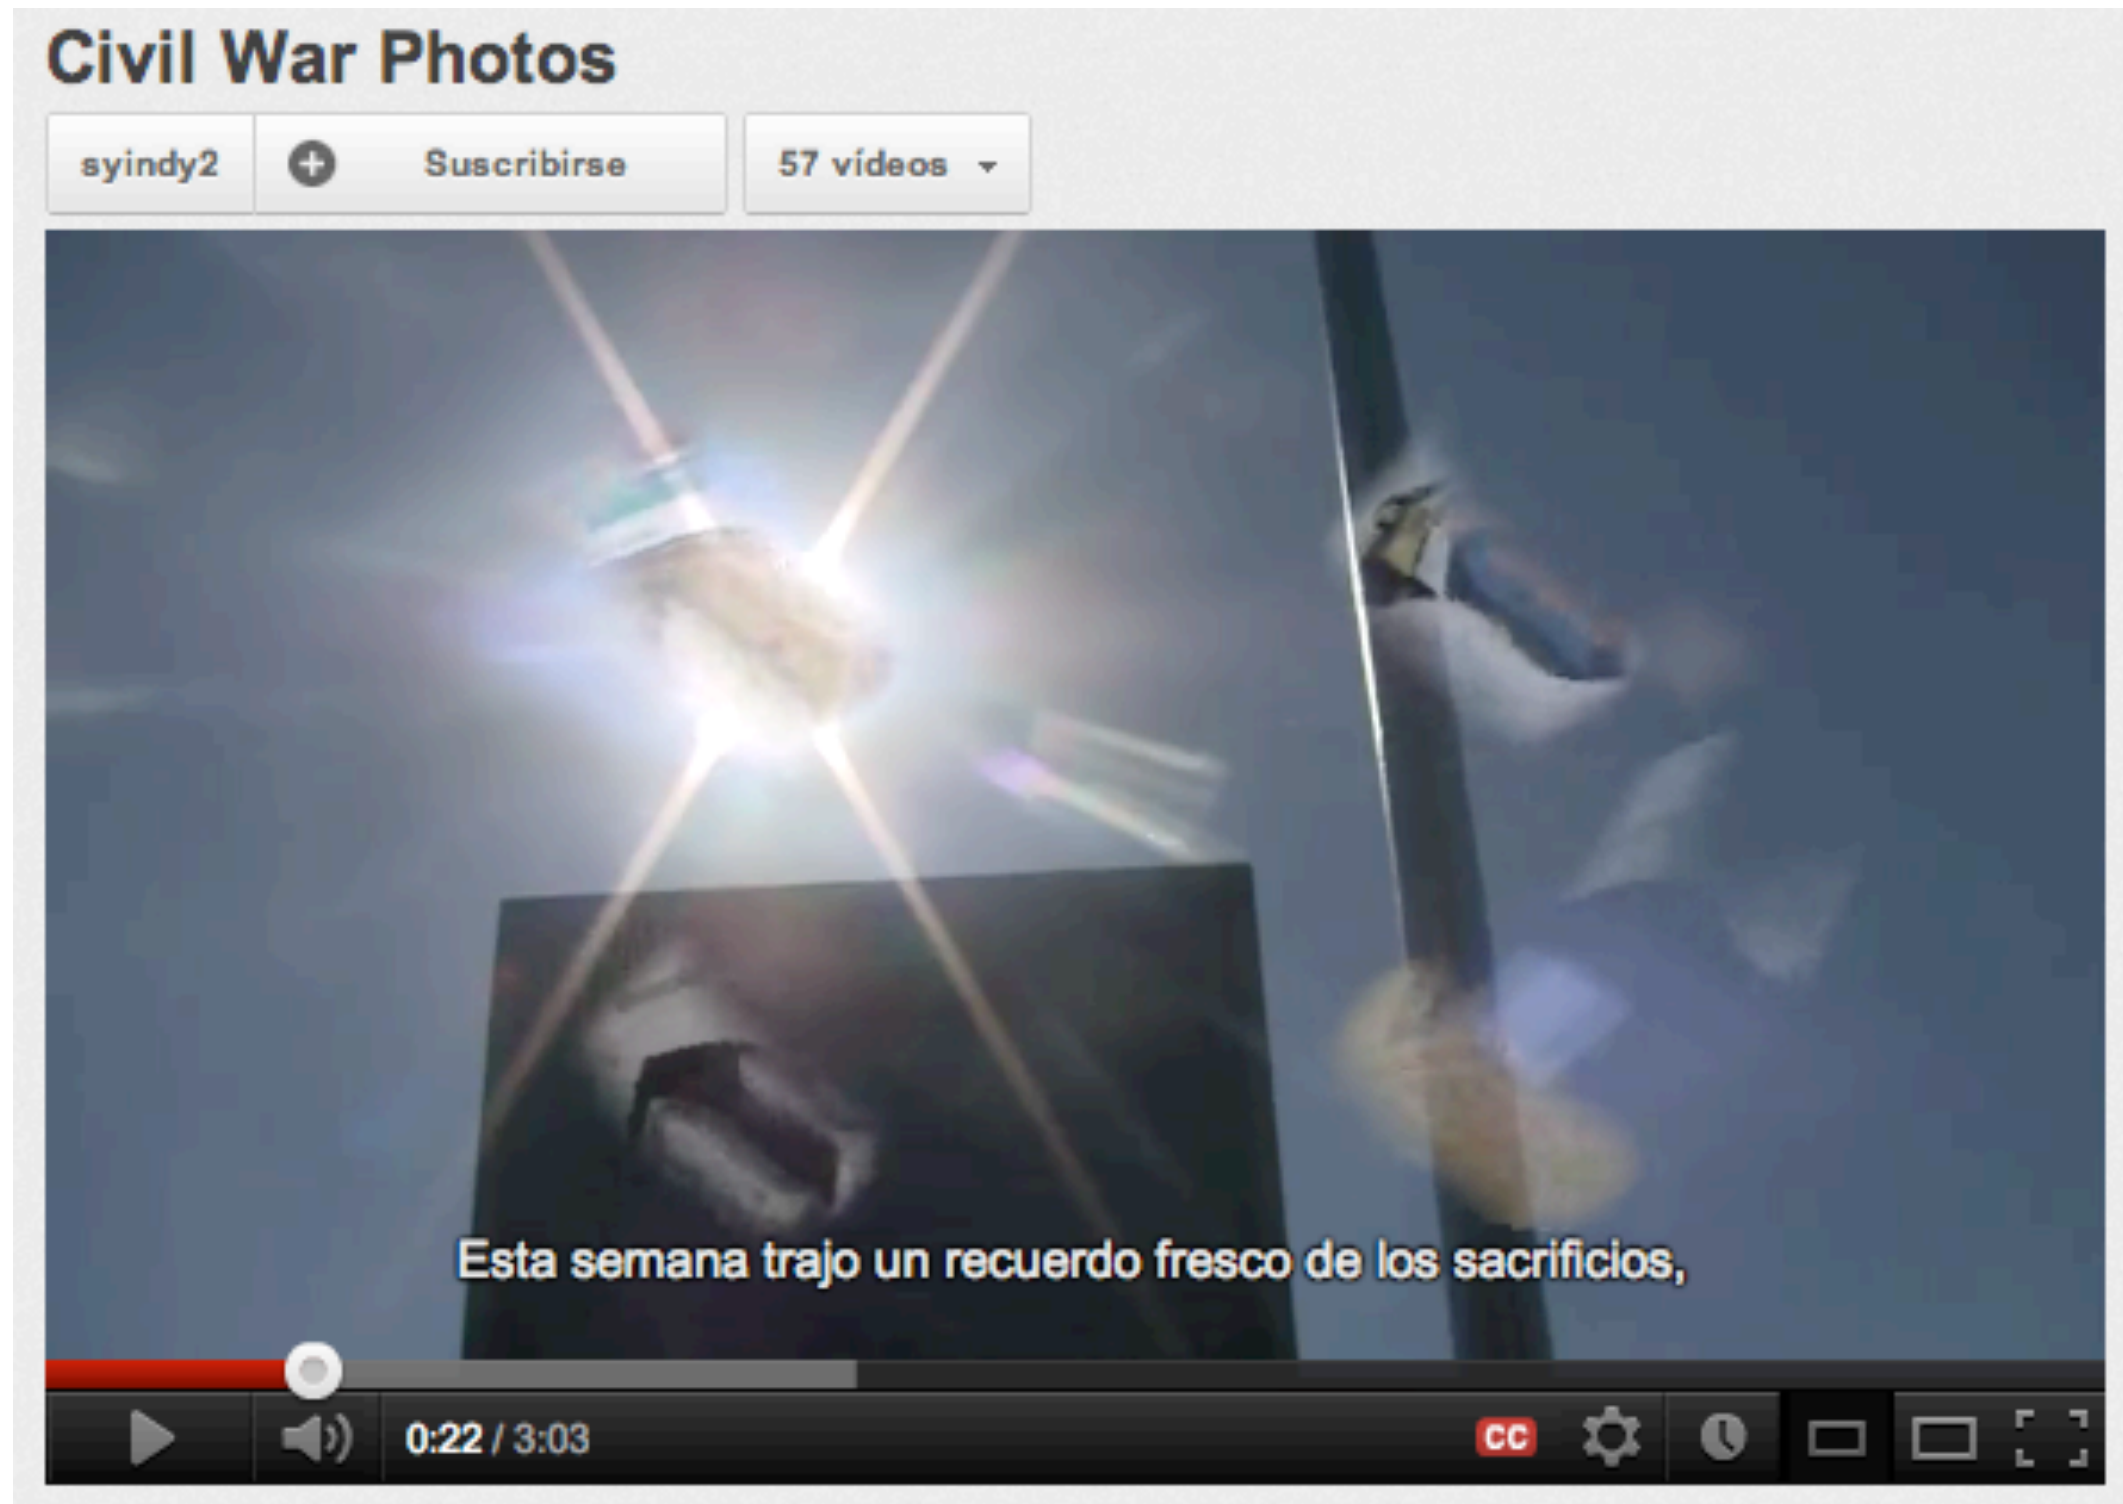 Civil War Photos
syindy2 Suscribirse 57 vídeos
Esta semana trajo un recuerdo fresco de los sacrificios,
0:22 / 3:03 CC